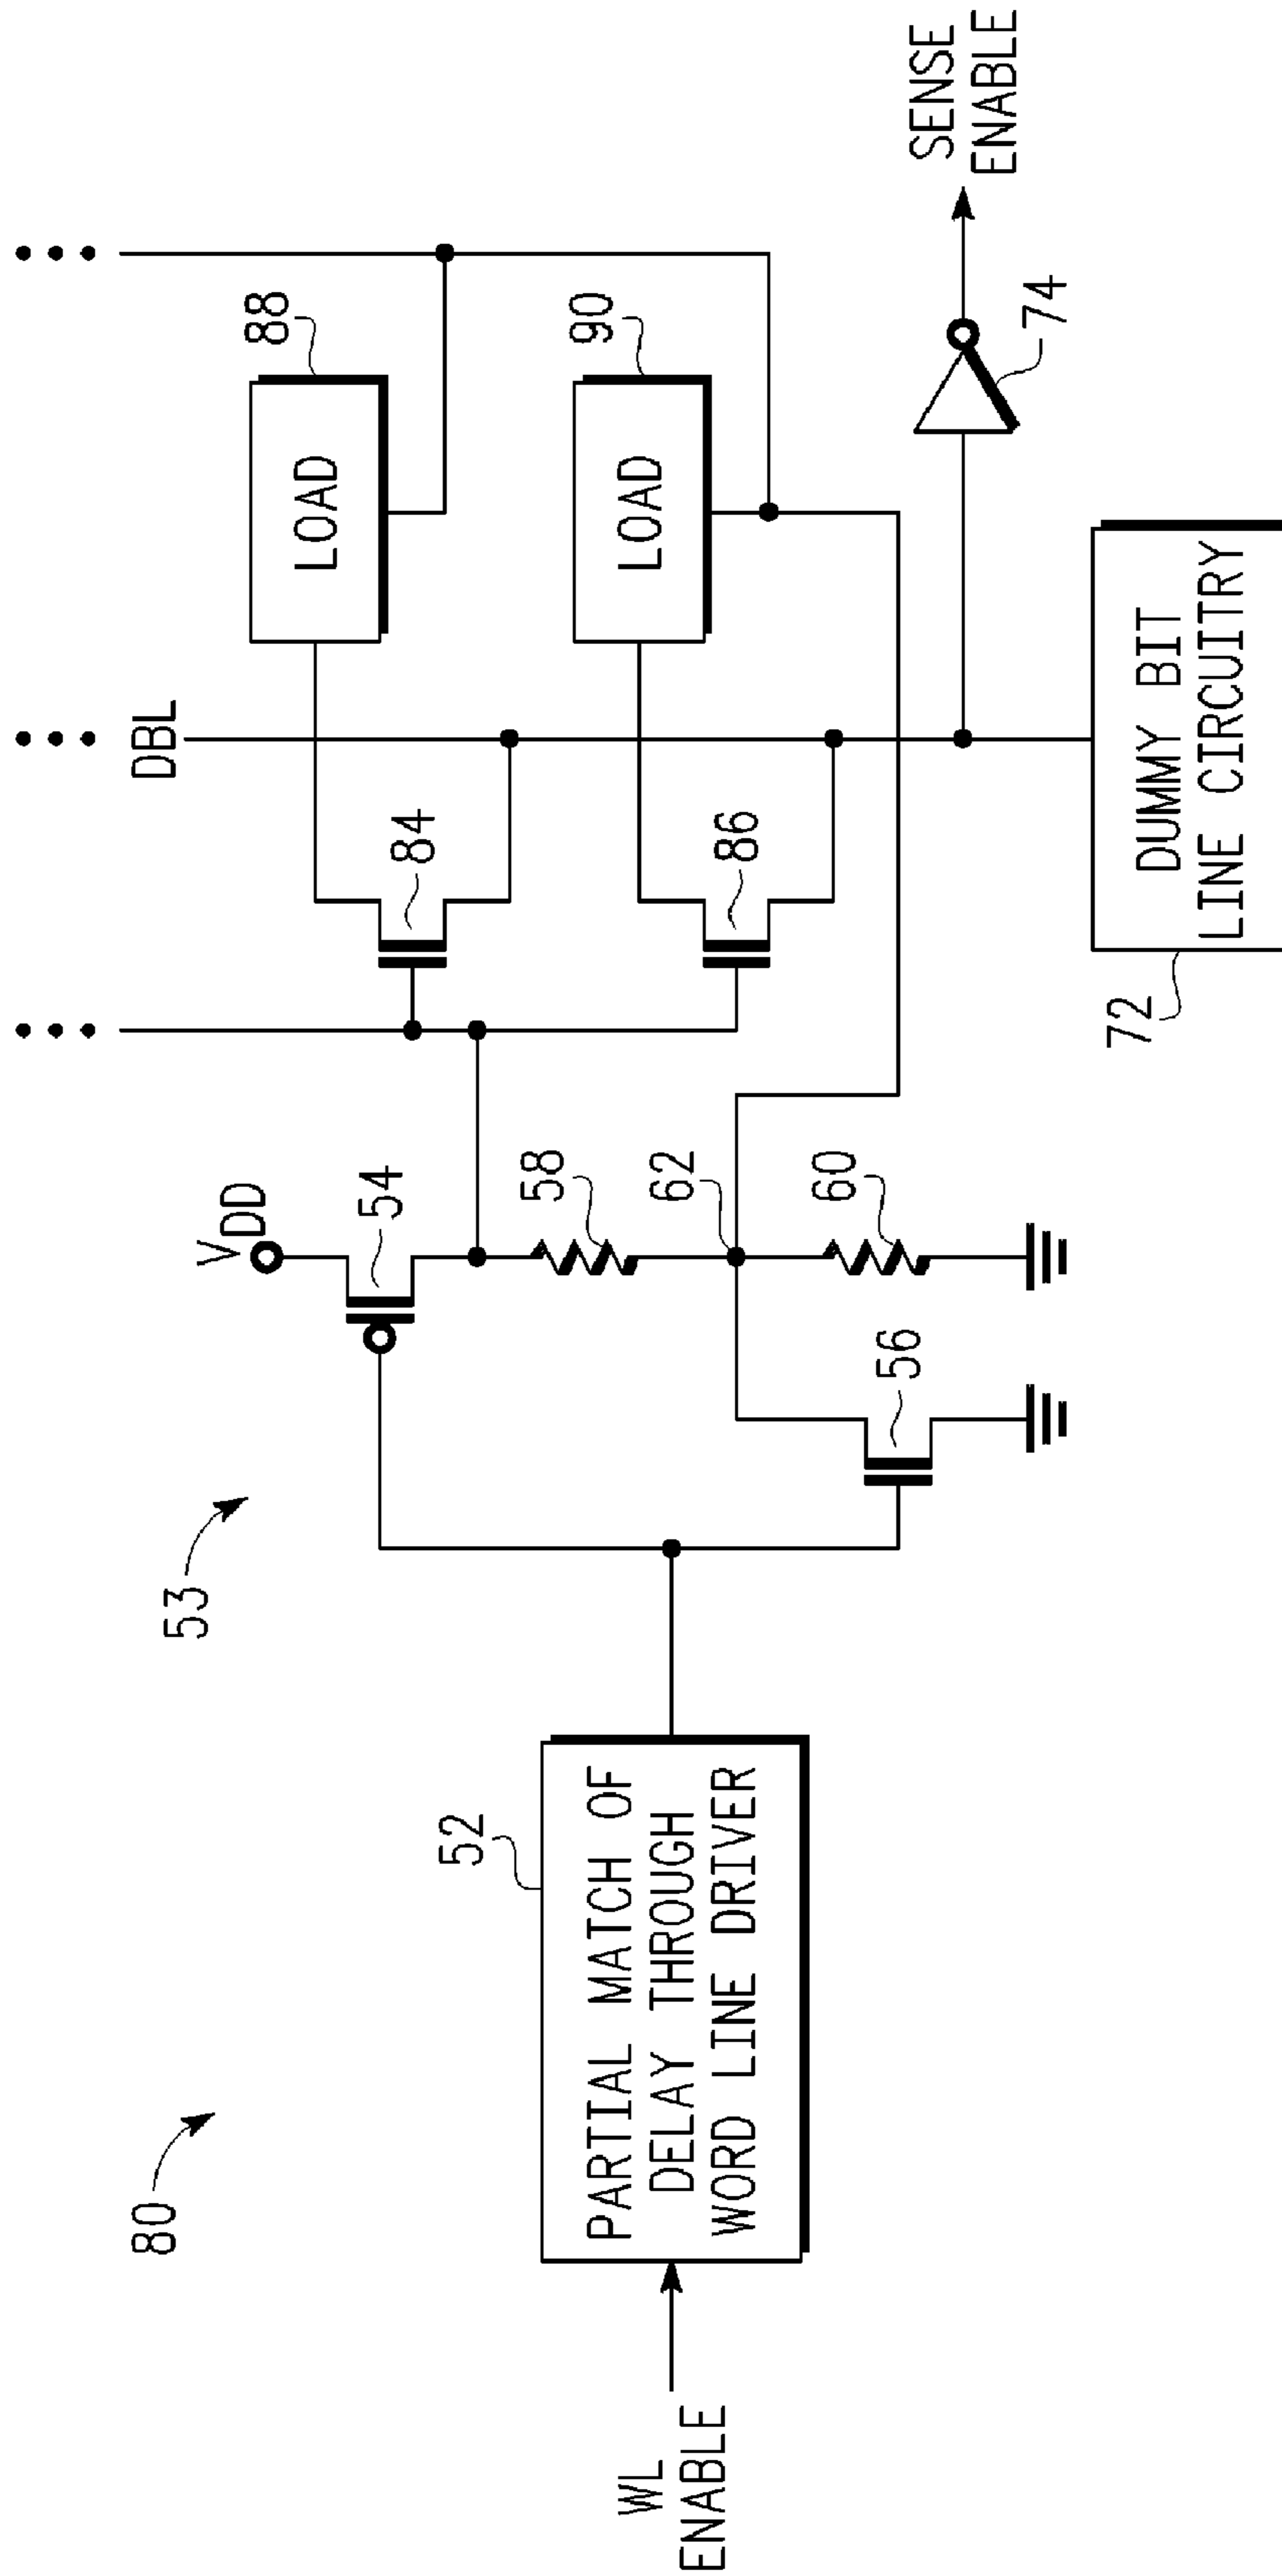 80
WL
ENABLE
PARTIAL MATCH OF
DELAY THROUGH
WORD LINE DRIVER
52
53
VDD
54
56
58
62
60
DBL
84
86
LOAD
88
LOAD
90
SENSE
ENABLE
74
DUMMY BIT
LINE CIRCUITRY
72